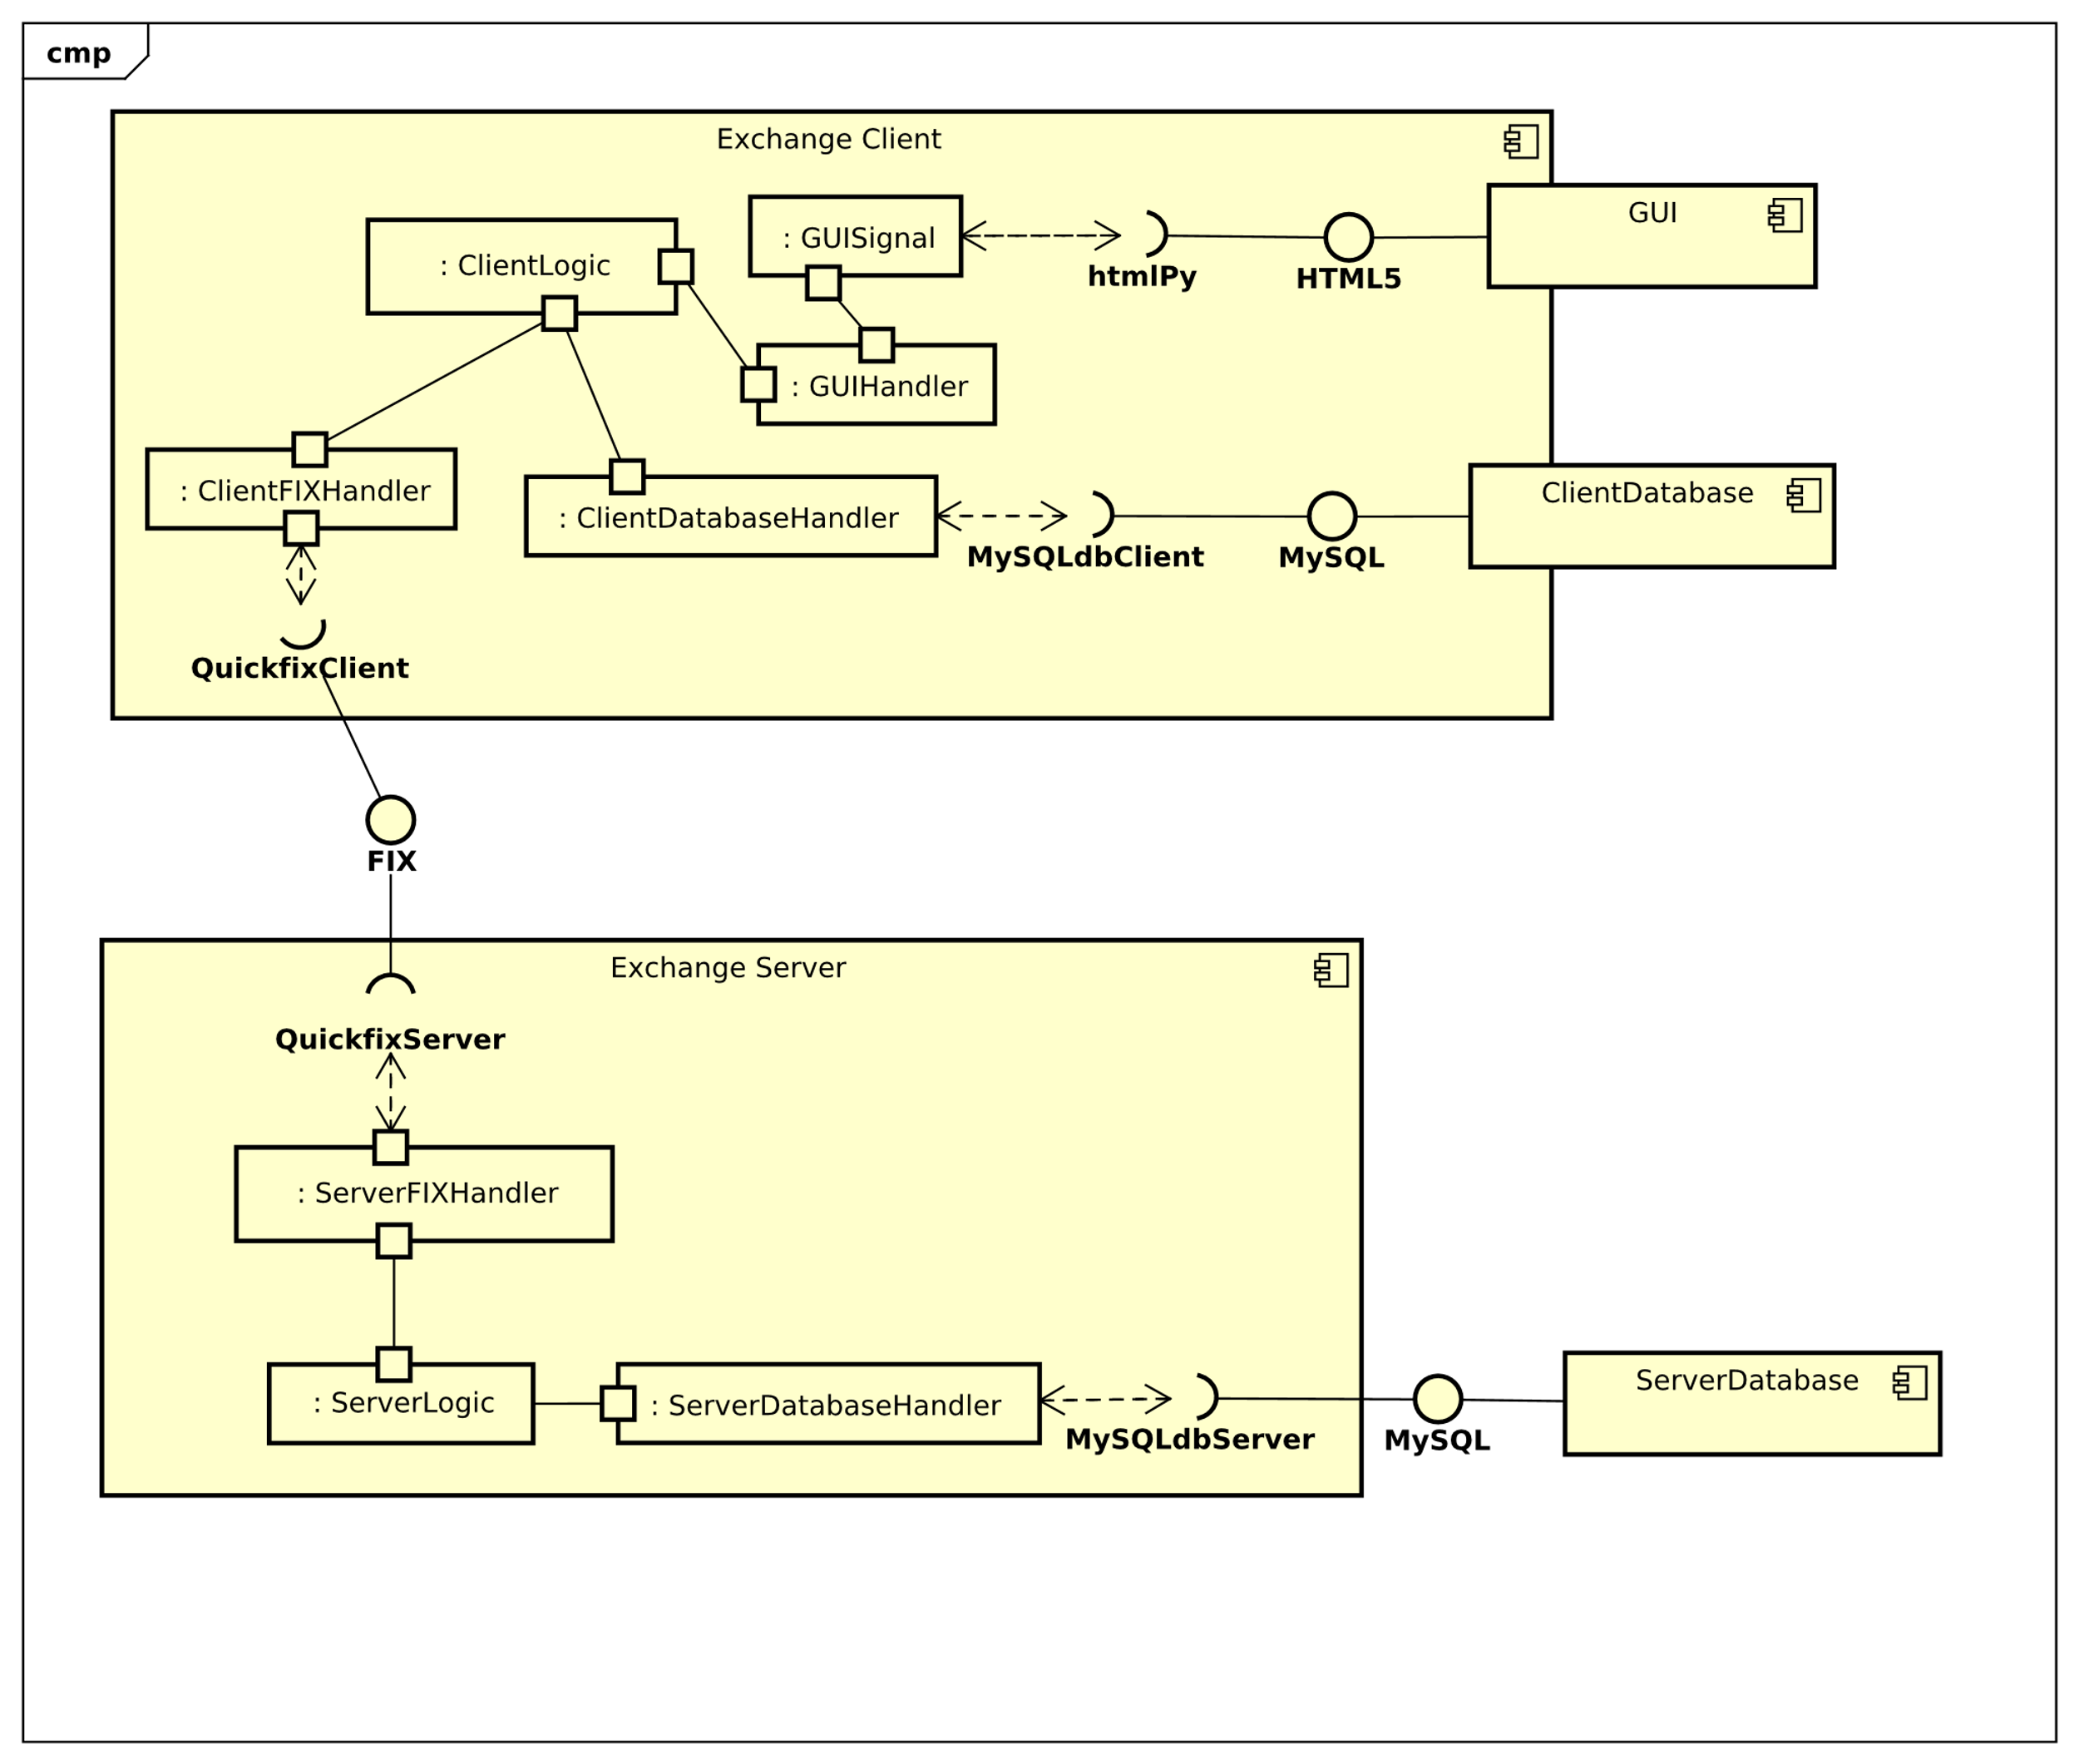 cmp
Exchange Client
: GUISignal
GUI
: ClientLogic
htmlPy
HTML5
: GUIHandler
: ClientFIXHandler
: ClientDatabaseHandler
ClientDatabase
MySQLdbClient
MySQL
QuickfixClient
FIX
Exchange Server
QuickfixServer
: ServerFIXHandler
: ServerLogic
: ServerDatabaseHandler
ServerDatabase
MySQLdbServer
MySQL